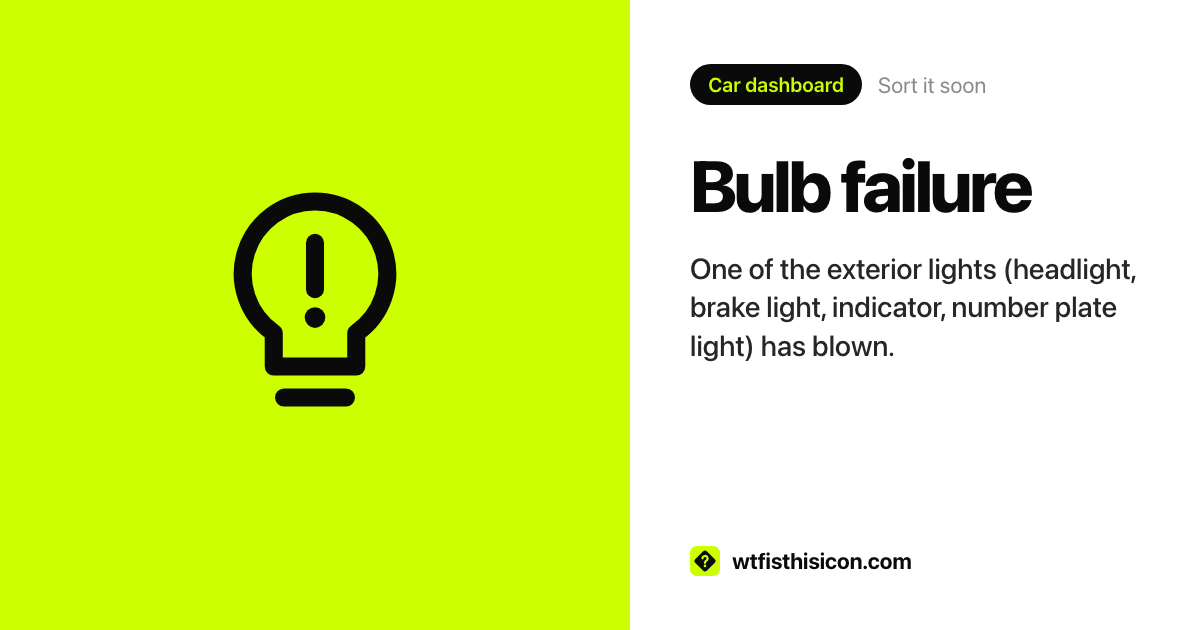 Car dashboard
Sort it soon
Bulb failure
One of the exterior lights (headlight,
brake light, indicator, number plate
light) has blown.
wtfisthisicon.com